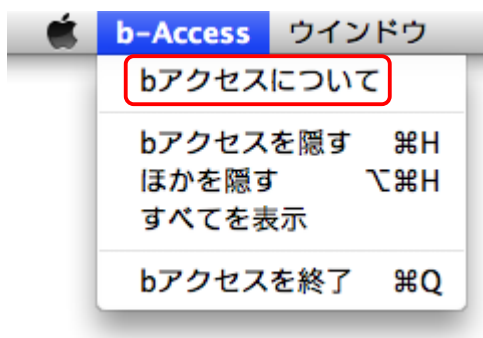 b-Access ウインドウ
bアクセスについて
bアクセスを隠す ⌘H
ほかを隠す ⌥⌘H
すべてを表示
bアクセスを終了 ⌘Q